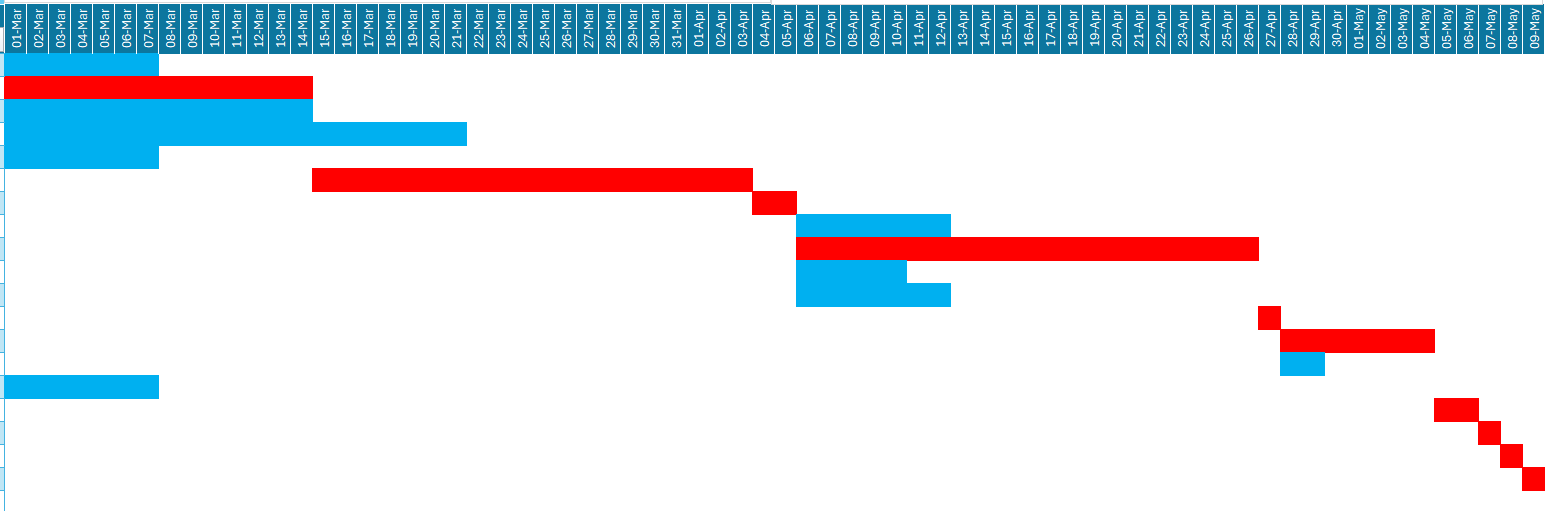 01-Mar 02-Mar 03-Mar 04-Mar 05-Mar 06-Mar 07-Mar 08-Mar 09-Mar 10-Mar 11-Mar 12-Mar 13-Mar 14-Mar 15-Mar 16-Mar 17-Mar 18-Mar 19-Mar 20-Mar 21-Mar 22-Mar 23-Mar 24-Mar 25-Mar 26-Mar 27-Mar 28-Mar 29-Mar 30-Mar 31-Mar 01-Apr 02-Apr 03-Apr 04-Apr 05-Apr 06-Apr 07-Apr 08-Apr 09-Apr 10-Apr 11-Apr 12-Apr 13-Apr 14-Apr 15-Apr 16-Apr 17-Apr 18-Apr 19-Apr 20-Apr 21-Apr 22-Apr 23-Apr 24-Apr 25-Apr 26-Apr 27-Apr 28-Apr 29-Apr 30-Apr 01-May 02-May 03-May 04-May 05-May 06-May 07-May 08-May 09-May